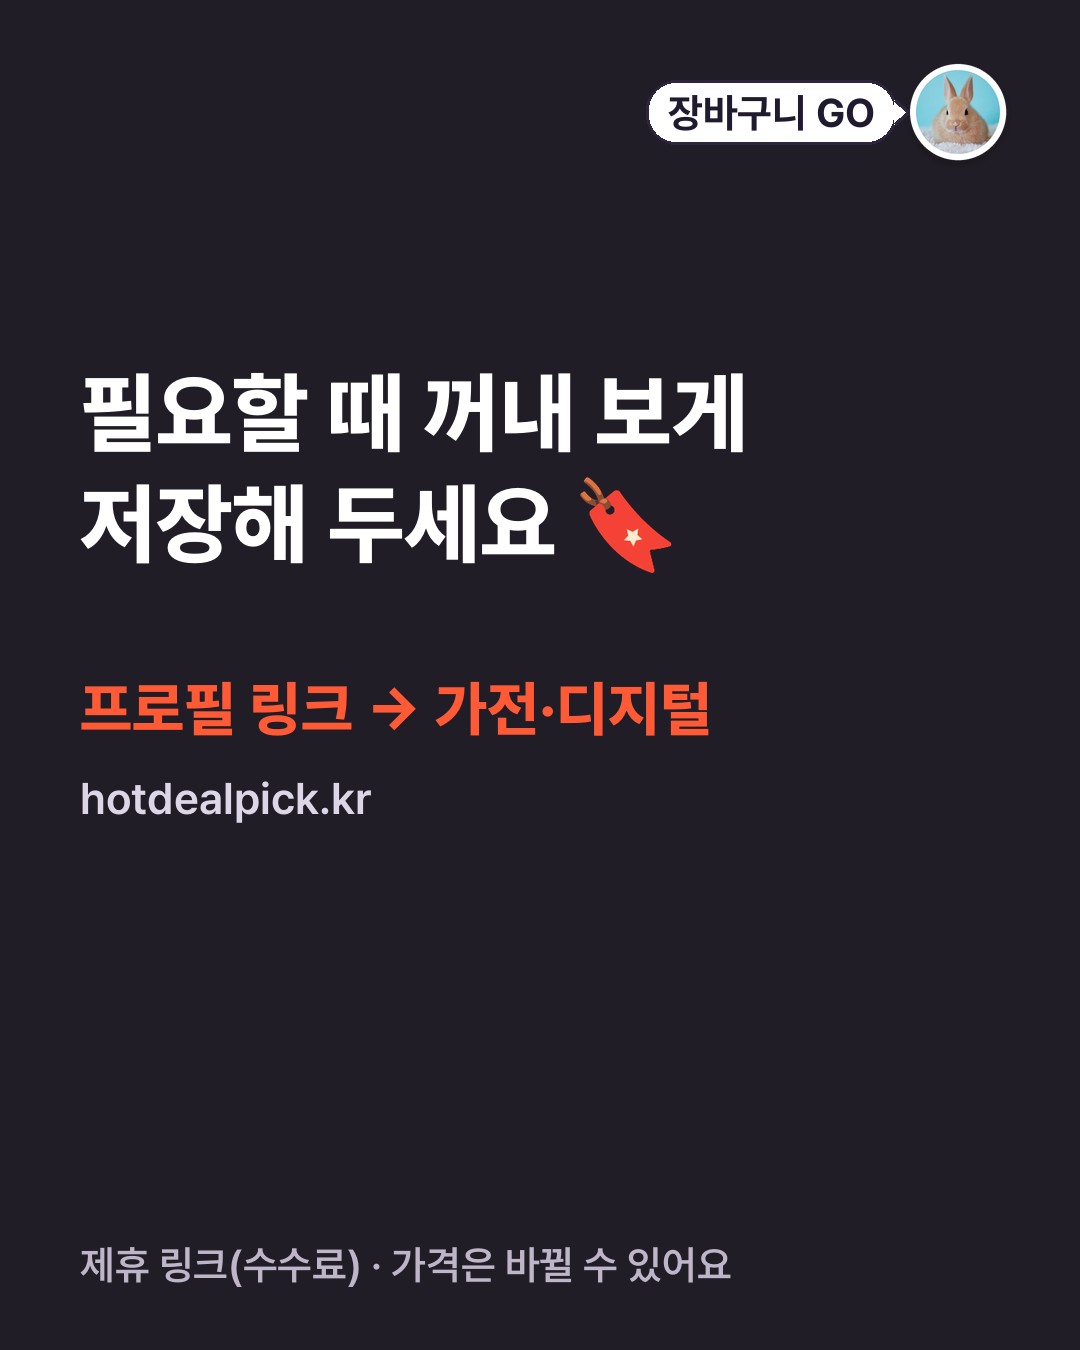 장바구니 GO
필요할 때 꺼내 보게
저장해 두세요
프로필 링크 → 가전·디지털
hotdealpick.kr
제휴 링크(수수료) · 가격은 바뀔 수 있어요